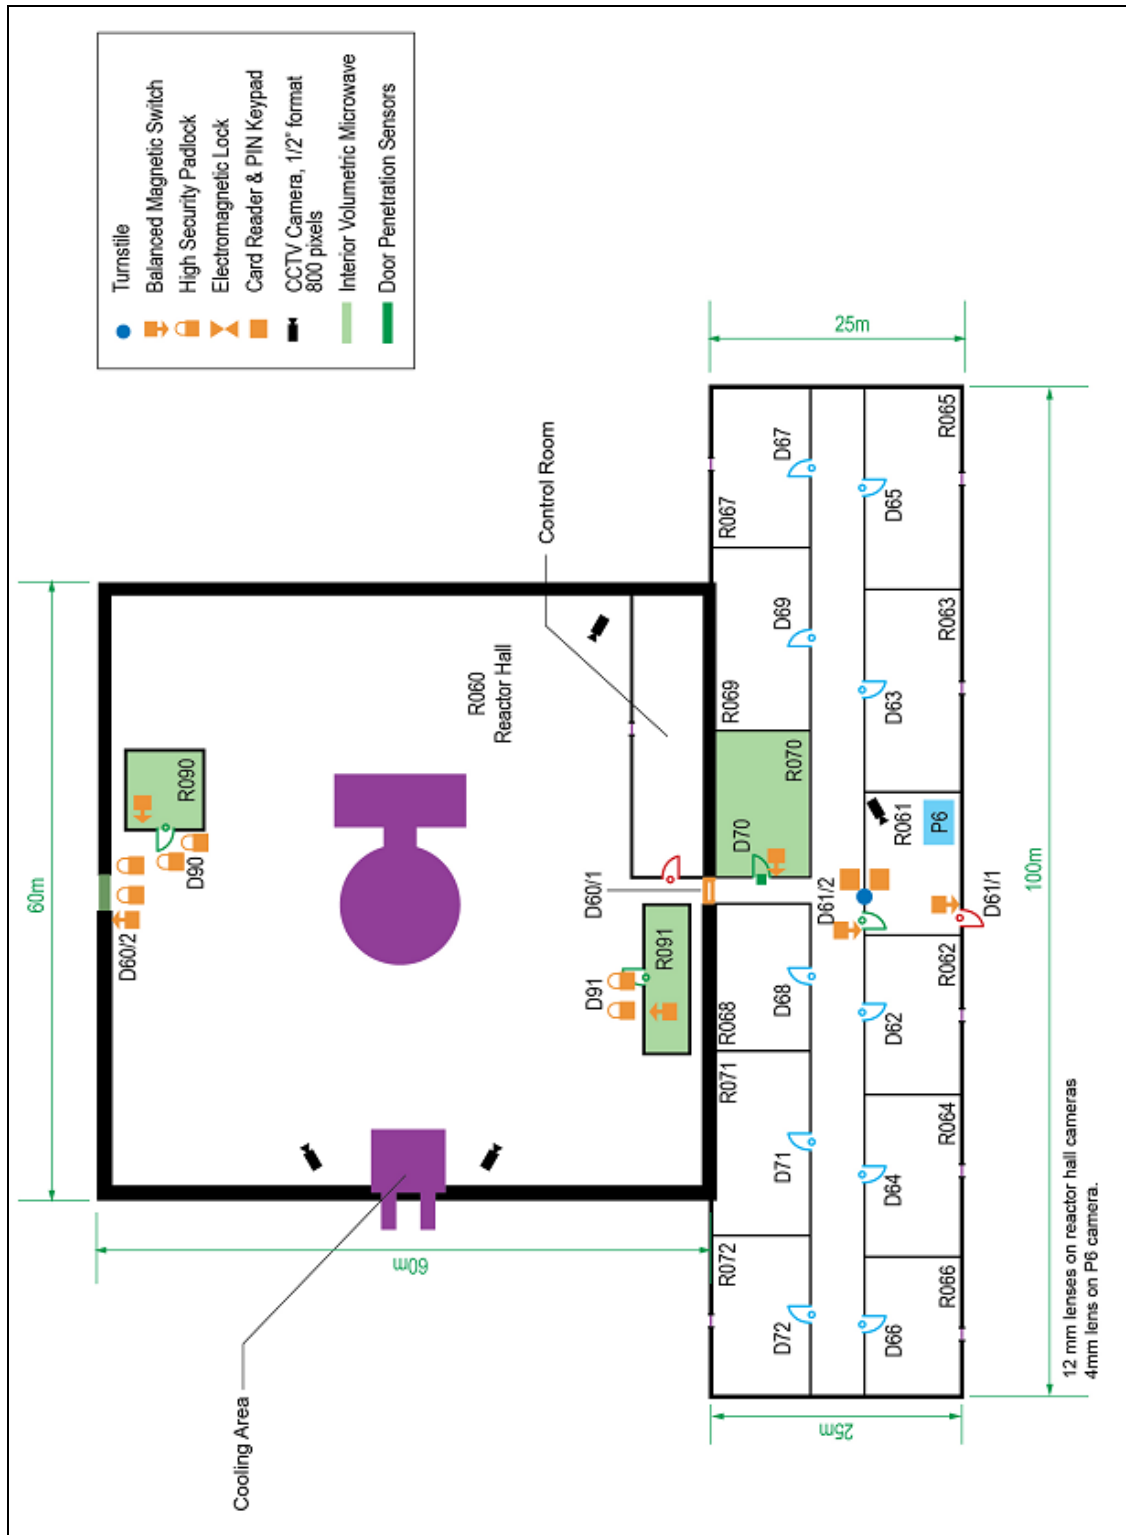 Turnstile
Balanced Magnetic Switch
High Security Padlock
Electromagnetic Lock
Card Reader & PIN Keypad
CCTV Camera, 1/2" format
800 pixels
Interior Volumetric Microwave
Door Penetration Sensors
60m
60m
Cooling Area
D60/2
D90
R090
R060
Reactor Hall
Control Room
D91
R091
D60/1
R072
R071
R068
R070
R069
R067
D72
D71
D68
D70
D69
D67
D61/2
D66
D64
D62
D63
D65
R066
R064
R062
R061
P6
R063
R065
D61/1
25m
25m
100m
12 mm lenses on reactor hall cameras
4mm lens on P6 camera.